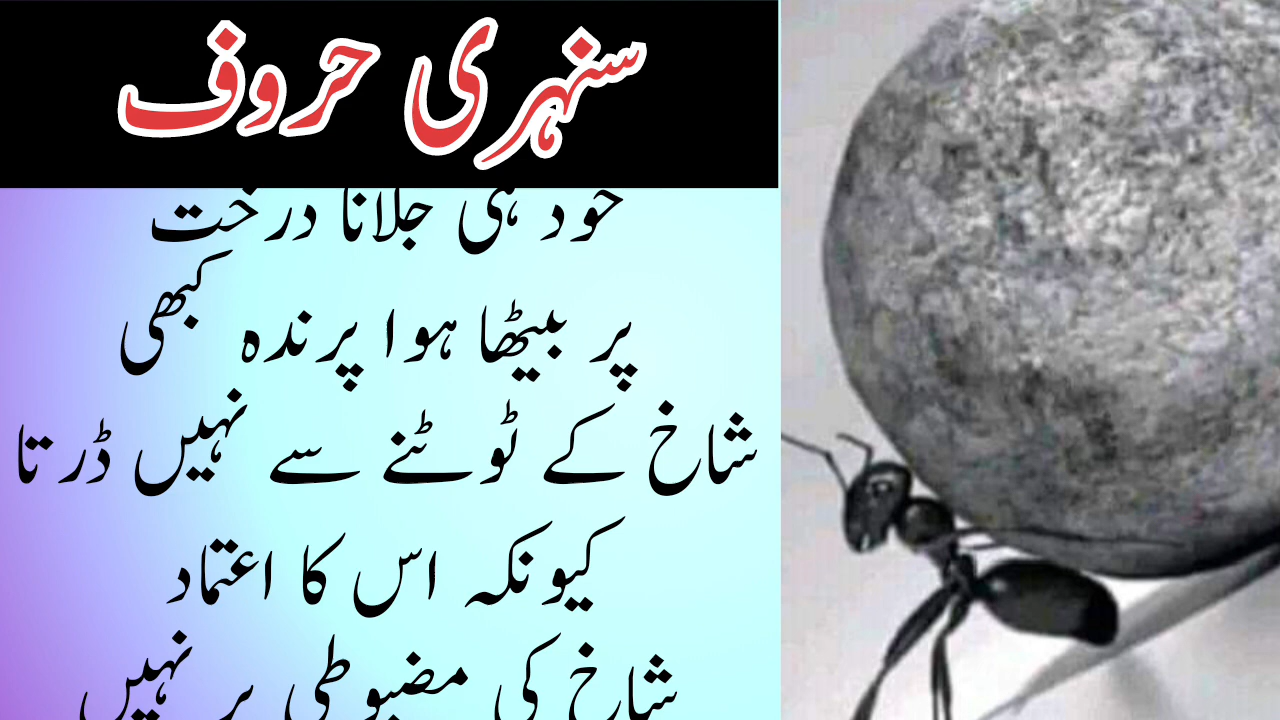 سنہری حروف
خود ہی جلانا درخت
پر بیٹھا ہوا پرندہ کبھی
شاخ کے ٹوٹنے سے نہیں ڈرتا
کیونکہ اس کا اعتماد
شاخ کی مضبوطی پر نہیں